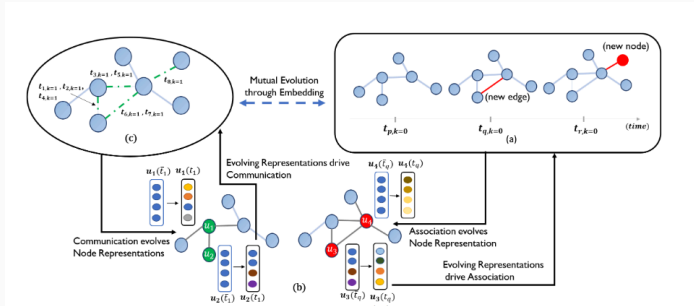 t_{3,k=1}, t_{5,k=1}
t_{8,k=1}
t_{1,k=1}, t_{2,k=1},
t_{4,k=1}
t_{6,k=1}, t_{7,k=1}
(c)
Mutual Evolution
through Embedding
(new node)
(new edge)
t_{p,k=0}
t_{q,k=0}
t_{r,k=0}
(time)
(a)
Evolving Representations drive
Communication
u_1(t̄_1) u_1(t_1)
u_4(t̄_q) u_4(t_q)
u_1
u_2
u_4
u_3
Communication evolves
Node Representations
Association evolves
Node Representation
Evolving Representations
drive Association
(b)
u_2(t̄_1) u_2(t_1)
u_3(t̄_q) u_3(t_q)